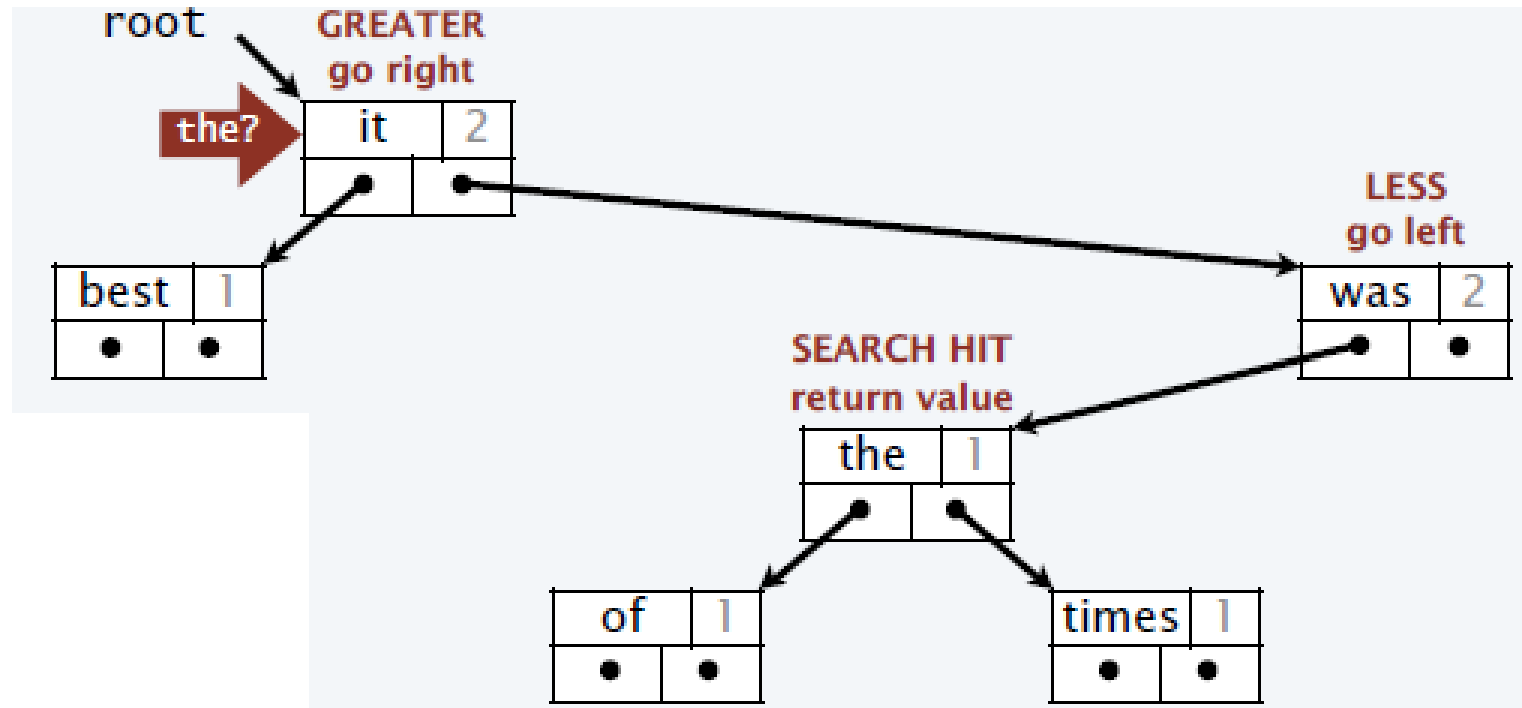 root
GREATER
go right
the?
it 2
LESS
go left
best 1
was 2
SEARCH HIT
return value
the 1
of 1
times 1